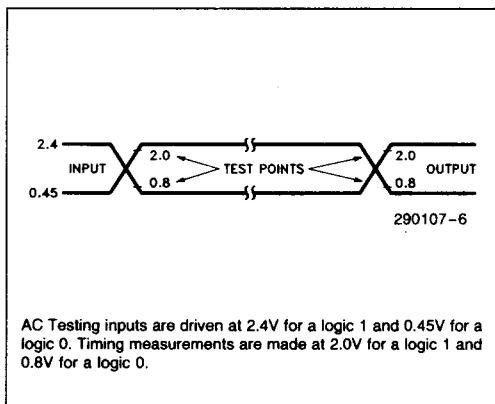 2.4
INPUT
0.45
2.0
0.8
TEST POINTS
2.0
0.8
OUTPUT
290107-6
AC Testing inputs are driven at 2.4V for a logic 1 and 0.45V for a
logic 0. Timing measurements are made at 2.0V for a logic 1 and
0.8V for a logic 0.